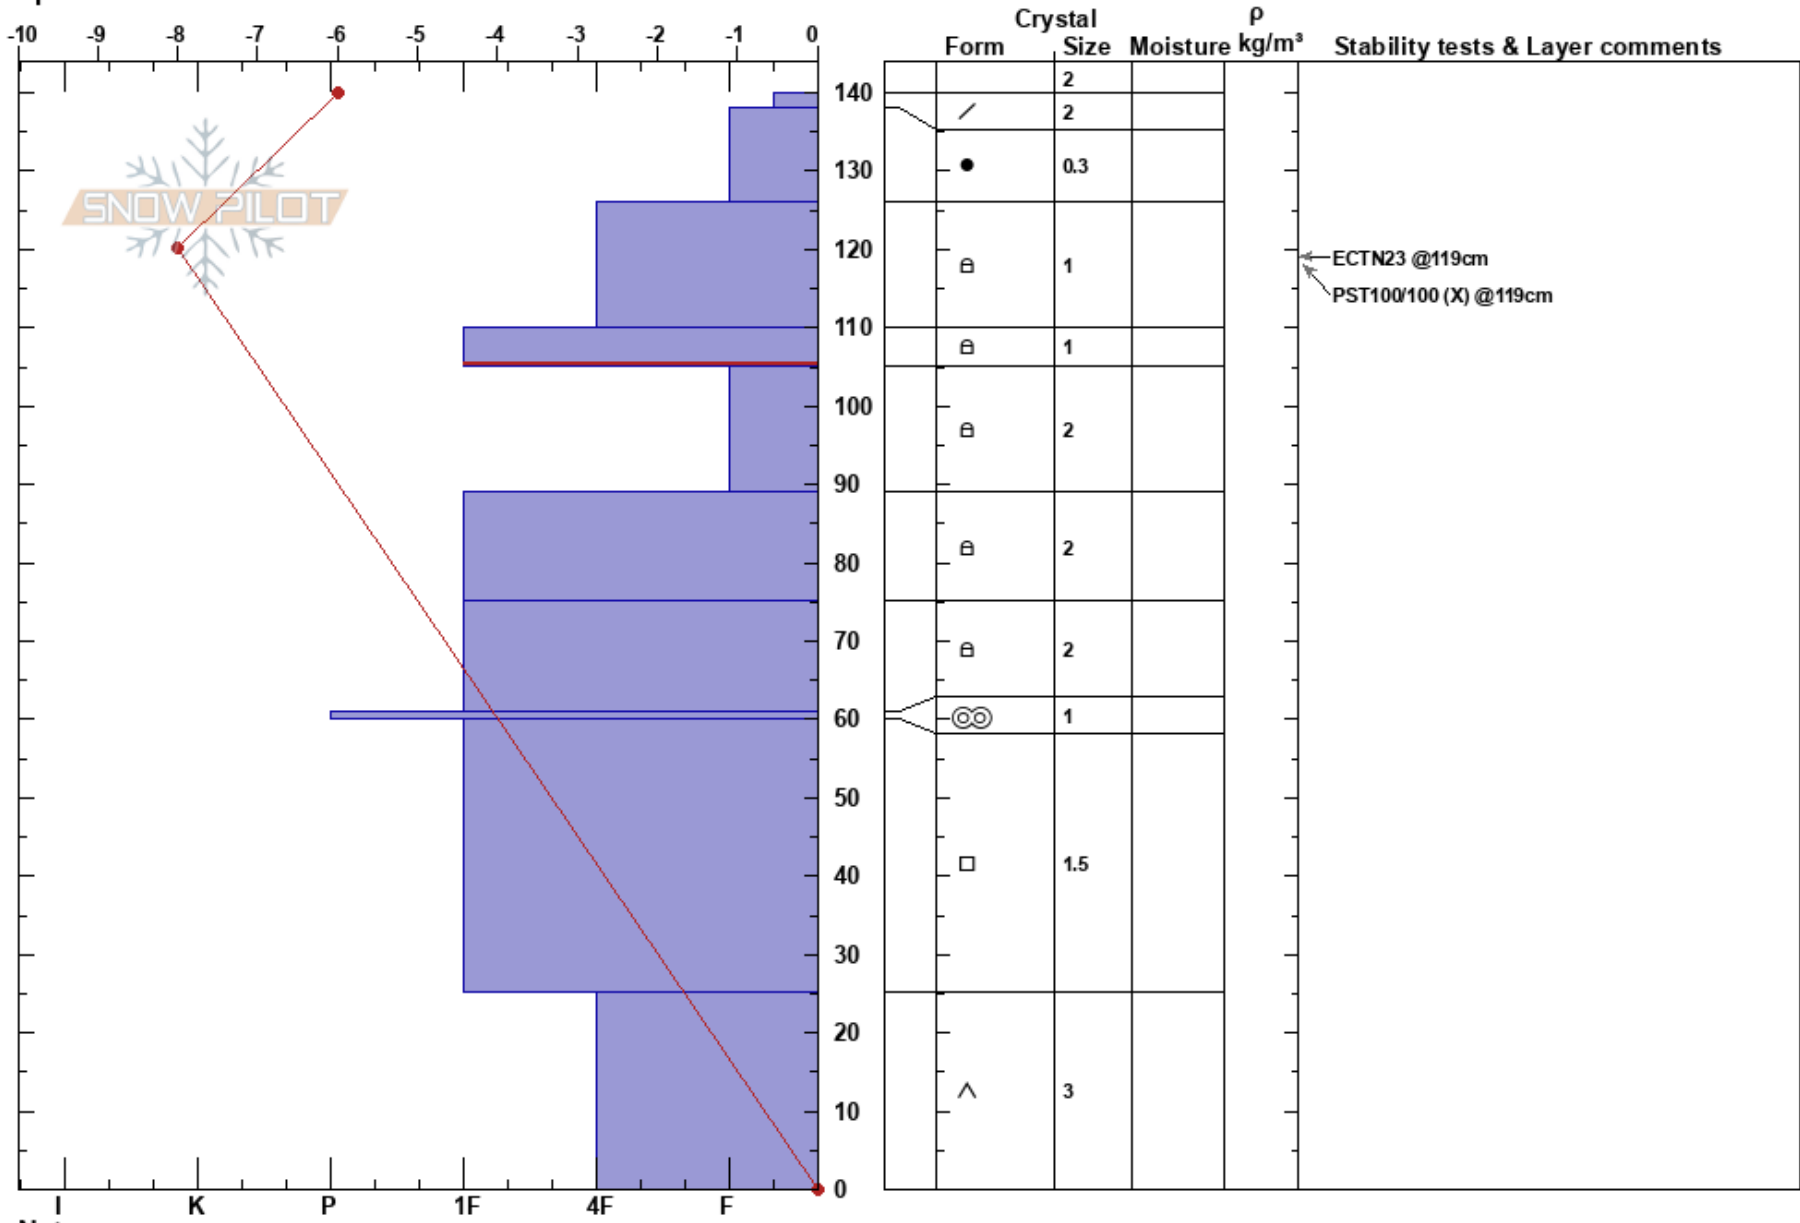 Crystal ρ
-10 -9 -8 -7 -6 -5 -4 -3 -2 -1 0 Form Size Moisture kg/m³ Stability tests & Layer comments
2
140 2
130 0.3
SNOW PILOT
120 1 ECTN23 @119cm
PST100/100 (X) @119cm
110 1
100 2
90
80 2
70 2
60 1
50
40 1.5
30
20
10 3
0
I K P 1F 4F F